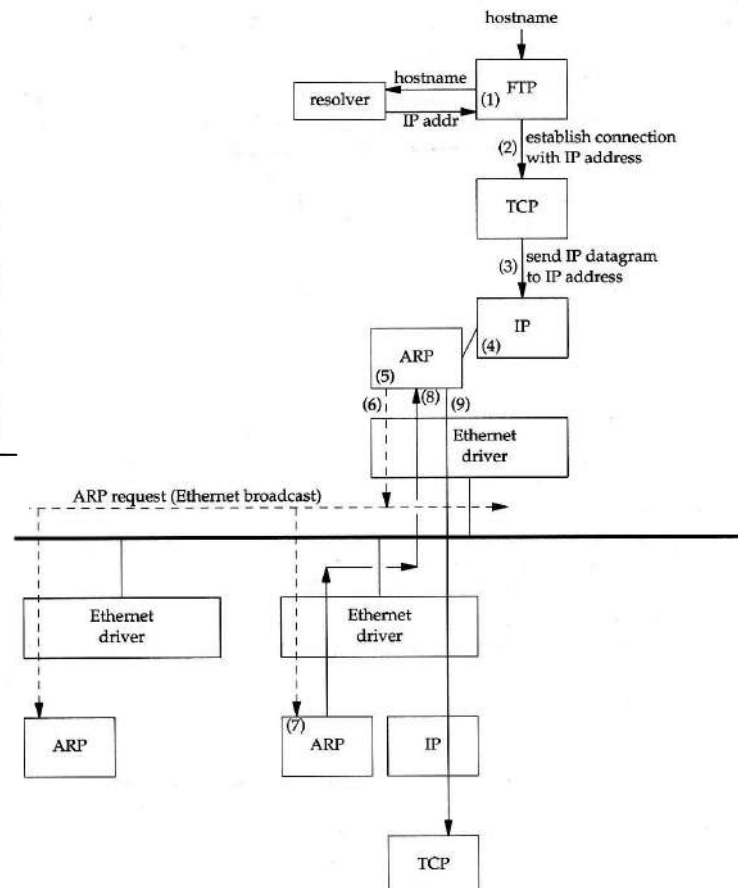 hostname
hostname
resolver
(1)
FTP
IP addr
(2)
establish connection
with IP address
TCP
(3)
send IP datagram
to IP address
IP
(4)
ARP
(5)
(6)
(8)
(9)
Ethernet
driver
ARP request (Ethernet broadcast)
Ethernet
driver
Ethernet
driver
ARP
(7)
ARP
IP
TCP